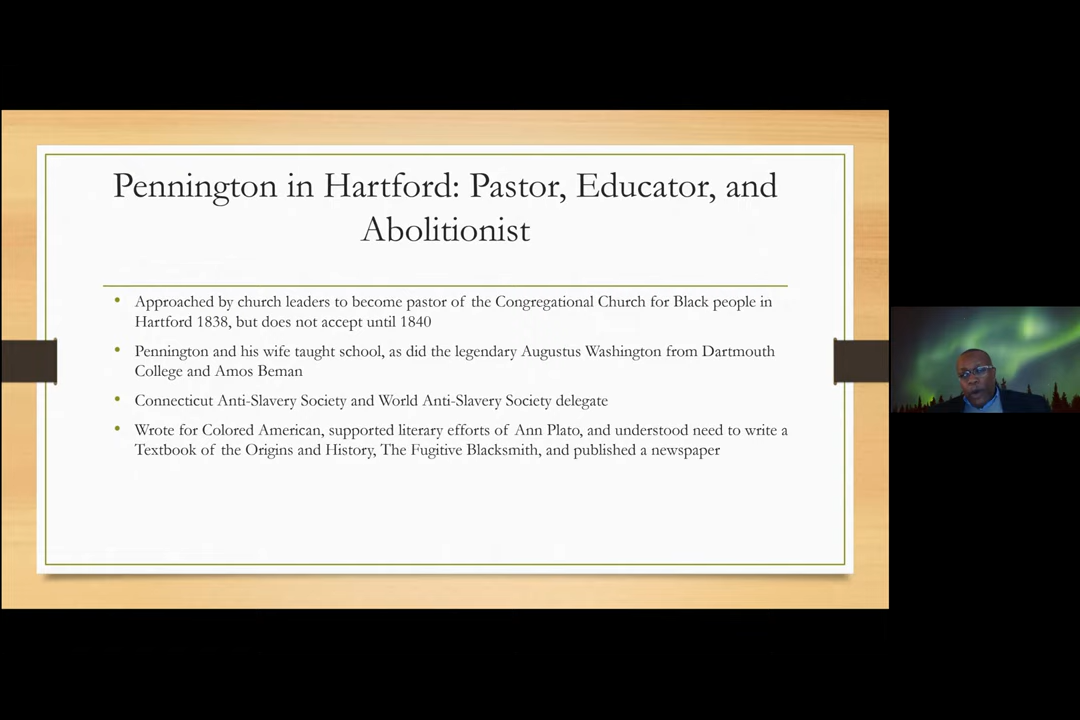 Pennington in Hartford: Pastor, Educator, and
Abolitionist
• Approached by church leaders to become pastor of the Congregational Church for Black people in
Hartford 1838, but does not accept until 1840
• Pennington and his wife taught school, as did the legendary Augustus Washington from Dartmouth
College and Amos Beman
• Connecticut Anti-Slavery Society and World Anti-Slavery Society delegate
• Wrote for Colored American, supported literary efforts of Ann Plato, and understood need to write a
Textbook of the Origins and History, The Fugitive Blacksmith, and published a newspaper